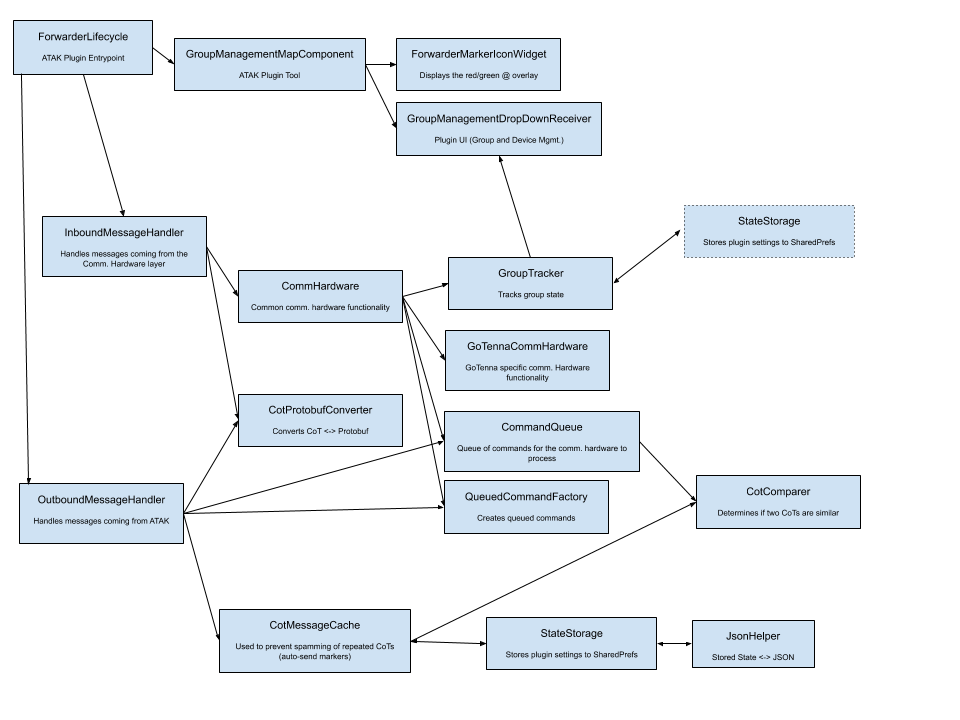 ForwarderLifecycle
ATAK Plugin Entrypoint
GroupManagementMapComponent
ATAK Plugin Tool
ForwarderMarkerIconWidget
Displays the red/green @ overlay
GroupManagementDropDownReceiver
Plugin UI (Group and Device Mgmt.)
InboundMessageHandler
Handles messages coming from the
Comm. Hardware layer
StateStorage
Stores plugin settings to SharedPrefs
CommHardware
Common comm. hardware functionality
GroupTracker
Tracks group state
GoTennaCommHardware
GoTenna specific comm. Hardware
functionality
CotProtobufConverter
Converts CoT <-> Protobuf
CommandQueue
Queue of commands for the comm. hardware to
process
OutboundMessageHandler
Handles messages coming from ATAK
QueuedCommandFactory
Creates queued commands
CotComparer
Determines if two CoTs are similar
CotMessageCache
Used to prevent spamming of repeated CoTs
(auto-send markers)
StateStorage
Stores plugin settings to SharedPrefs
JsonHelper
Stored State <-> JSON